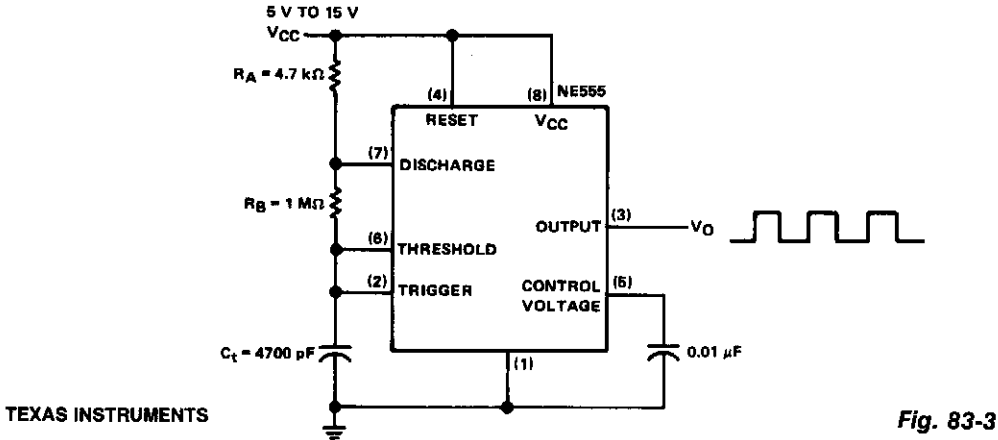 5 V TO 15 V
VCC
RA = 4.7 kΩ
(4)
(8)
NE555
RESET
VCC
(7)
DISCHARGE
RB = 1 MΩ
(3)
OUTPUT
VO
(6)
THRESHOLD
(2)
TRIGGER
CONTROL
VOLTAGE
(5)
Ct = 4700 pF
(1)
0.01 μF
TEXAS INSTRUMENTS
Fig. 83-3